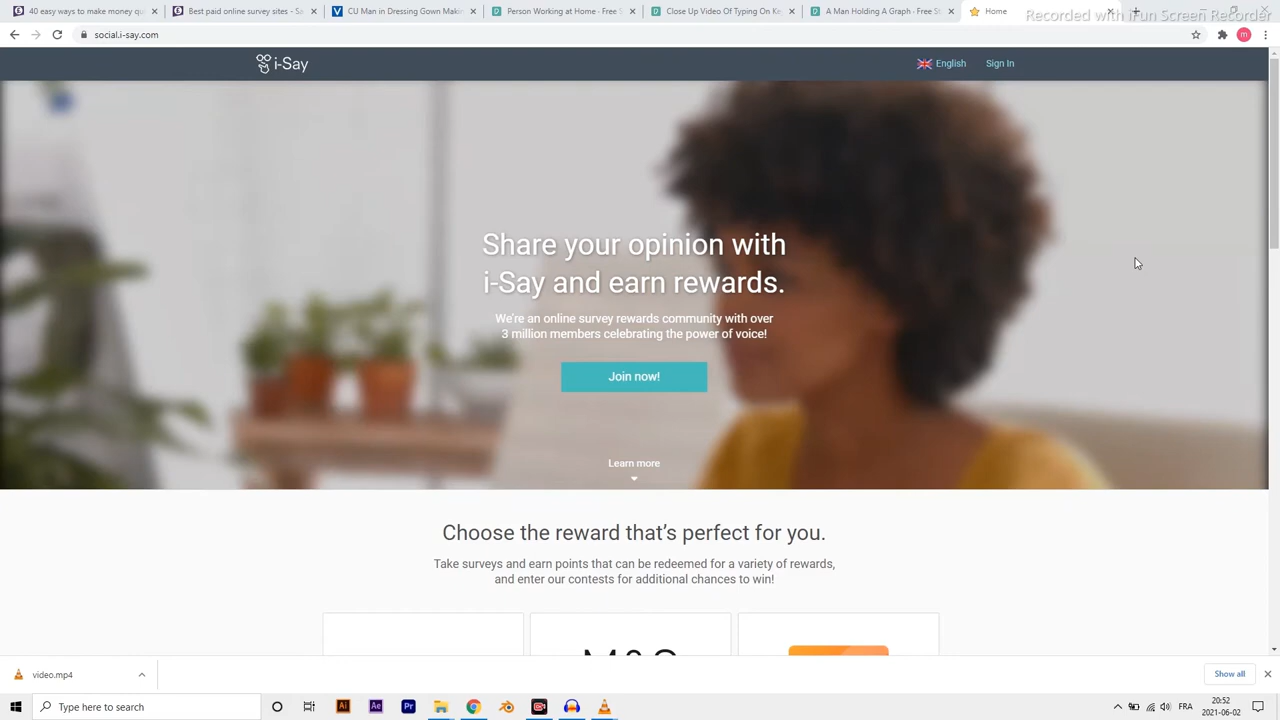 40 easy ways to make money qu
Best paid online survey sites - Sa
CU Man in Dressing Gown Makin
Person Working at Home - Free S
Close Up Video Of Typing On Key
A Man Holding A Graph - Free St
Home
Recorded with iFun Screen Recorder
social.i-say.com
m
i-Say
English
Sign In
Share your opinion with
i-Say and earn rewards.
We're an online survey rewards community with over
3 million members celebrating the power of voice!
Join now!
Learn more
Choose the reward that's perfect for you.
Take surveys and earn points that can be redeemed for a variety of rewards,
and enter our contests for additional chances to win!
video.mp4
Show all
Type here to search
Ai
Ae
Pr
FRA
20:52
2021-06-02